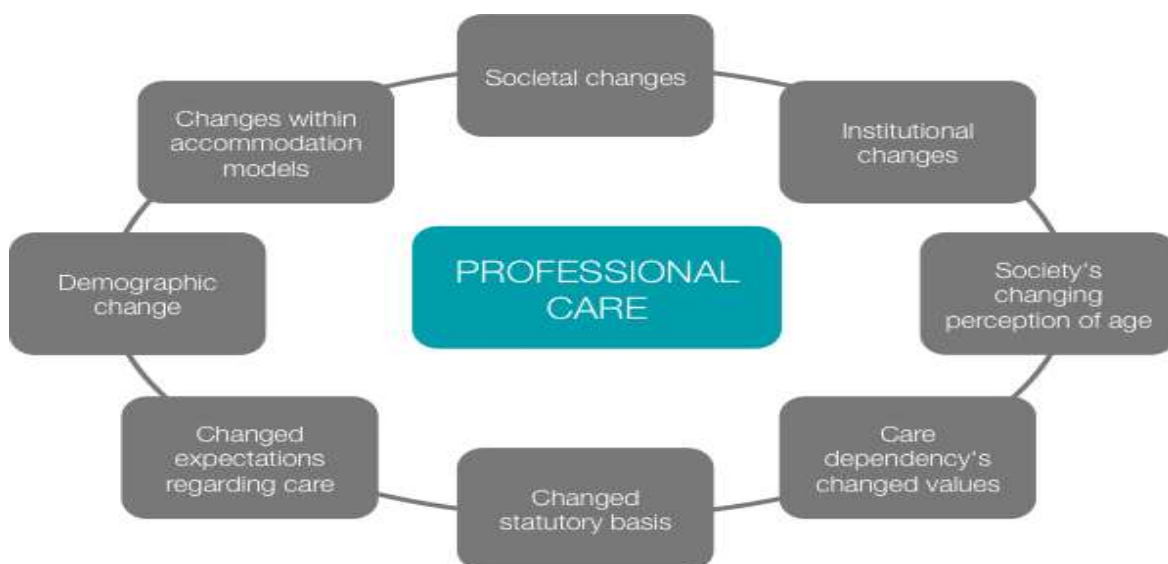 Societal changes
Institutional
changes
Society's
changing
perception of age
Care
dependency's
changed values
Changed
statutory basis
Changed
expectations
regarding care
Demographic
change
Changes within
accommodation
models
PROFESSIONAL
CARE